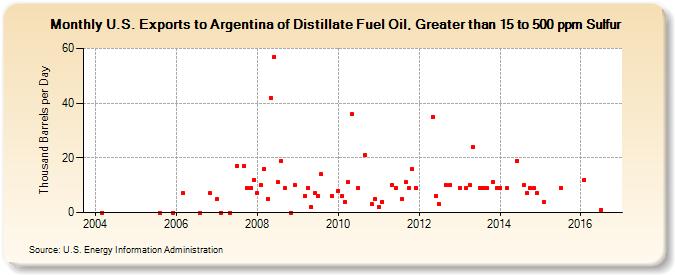 Monthly U.S. Exports to Argentina of Distillate Fuel Oil, Greater than 15 to 500 ppm Sulfur
Thousand Barrels per Day
60
40
20
0
2004 2006 2008 2010 2012 2014 2016
Source: U.S. Energy Information Administration